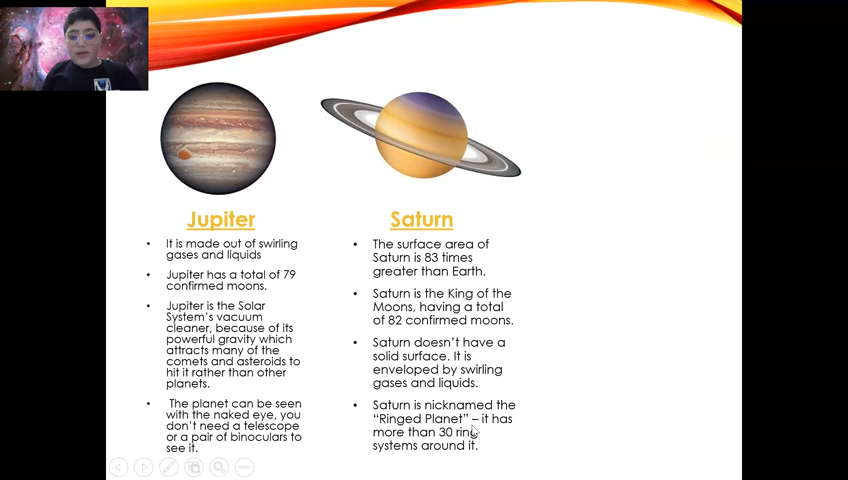 Jupiter
• It is made out of swirling
gases and liquids
• Jupiter has a total of 79
confirmed moons.
• Jupiter is the Solar
System’s vacuum
cleaner, because of its
powerful gravity which
attracts many of the
comets and asteroids to
hit it rather than other
planets.
• The planet can be seen
with the naked eye, you
don’t need a telescope
or a pair of binoculars to
see it.
Saturn
• The surface area of
Saturn is 83 times
greater than Earth.
• Saturn is the King of the
Moons, having a total
of 82 confirmed moons.
• Saturn doesn’t have a
solid surface. It is
enveloped by swirling
gases and liquids.
• Saturn is nicknamed the
“Ringed Planet” – it has
more than 30 ring
systems around it.